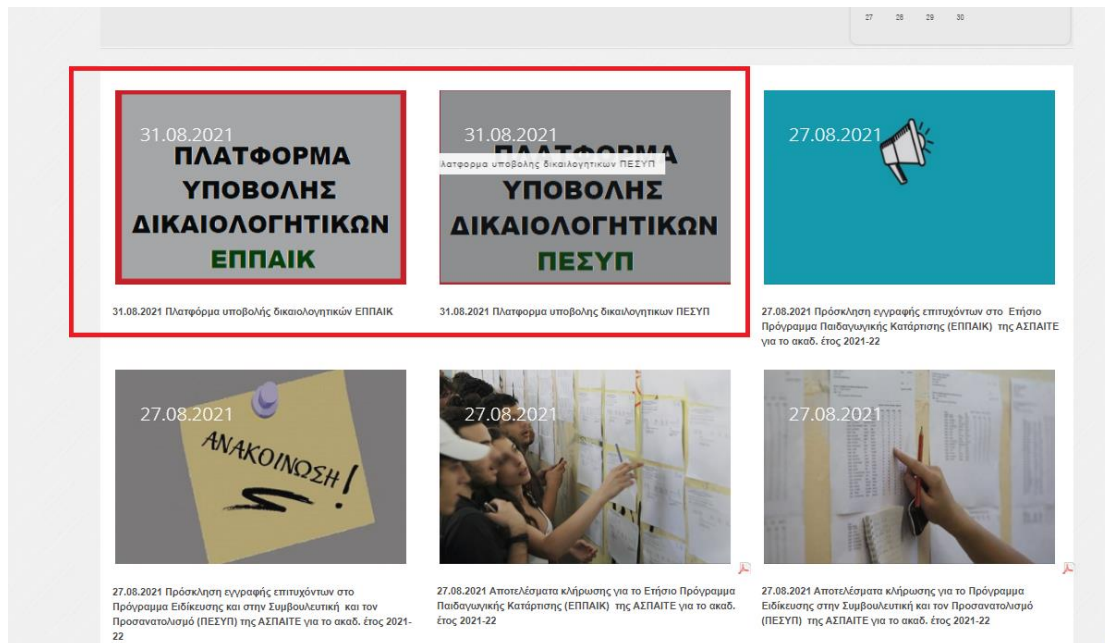 27 28 29 30
31.08.2021
ΠΛΑΤΦΟΡΜΑ
ΥΠΟΒΟΛΗΣ
ΔΙΚΑΙΟΛΟΓΗΤΙΚΩΝ
ΕΠΠΑΙΚ
31.08.2021 Πλατφόρμα υποβολής δικαιολογητικών ΕΠΠΑΙΚ
31.08.2021
ΠΛΑΤΦΟΡΜΑ
λατφορμα υποβολης δικαιλογητικων ΠΕΣΥΠ
ΥΠΟΒΟΛΗΣ
ΔΙΚΑΙΟΛΟΓΗΤΙΚΩΝ
ΠΕΣΥΠ
31.08.2021 Πλατφορμα υποβολης δικαιλογητικων ΠΕΣΥΠ
27.08.2021
27.08.2021 Πρόσκληση εγγραφής επιτυχόντων στο Ετήσιο
Πρόγραμμα Παιδαγωγικής Κατάρτισης (ΕΠΠΑΙΚ) της ΑΣΠΑΙΤΕ
για το ακαδ. έτος 2021-22
27.08.2021
ΑΝΑΚΟΙΝΩΣΗ!
27.08.2021 Πρόσκληση εγγραφής επιτυχόντων στο
Πρόγραμμα Ειδίκευσης και στην Συμβουλευτική και τον
Προσανατολισμό (ΠΕΣΥΠ) της ΑΣΠΑΙΤΕ για το ακαδ. έτος 2021-
22
27.08.2021
27.08.2021 Αποτελέσματα κλήρωσης για το Ετήσιο Πρόγραμμα
Παιδαγωγικής Κατάρτισης (ΕΠΠΑΙΚ) της ΑΣΠΑΙΤΕ για το ακαδ.
έτος 2021-22
27.08.2021
27.08.2021 Αποτελέσματα κλήρωσης για το Πρόγραμμα
Ειδίκευσης στην Συμβουλευτική και τον Προσανατολισμό
(ΠΕΣΥΠ) της ΑΣΠΑΙΤΕ για το ακαδ. έτος 2021-22